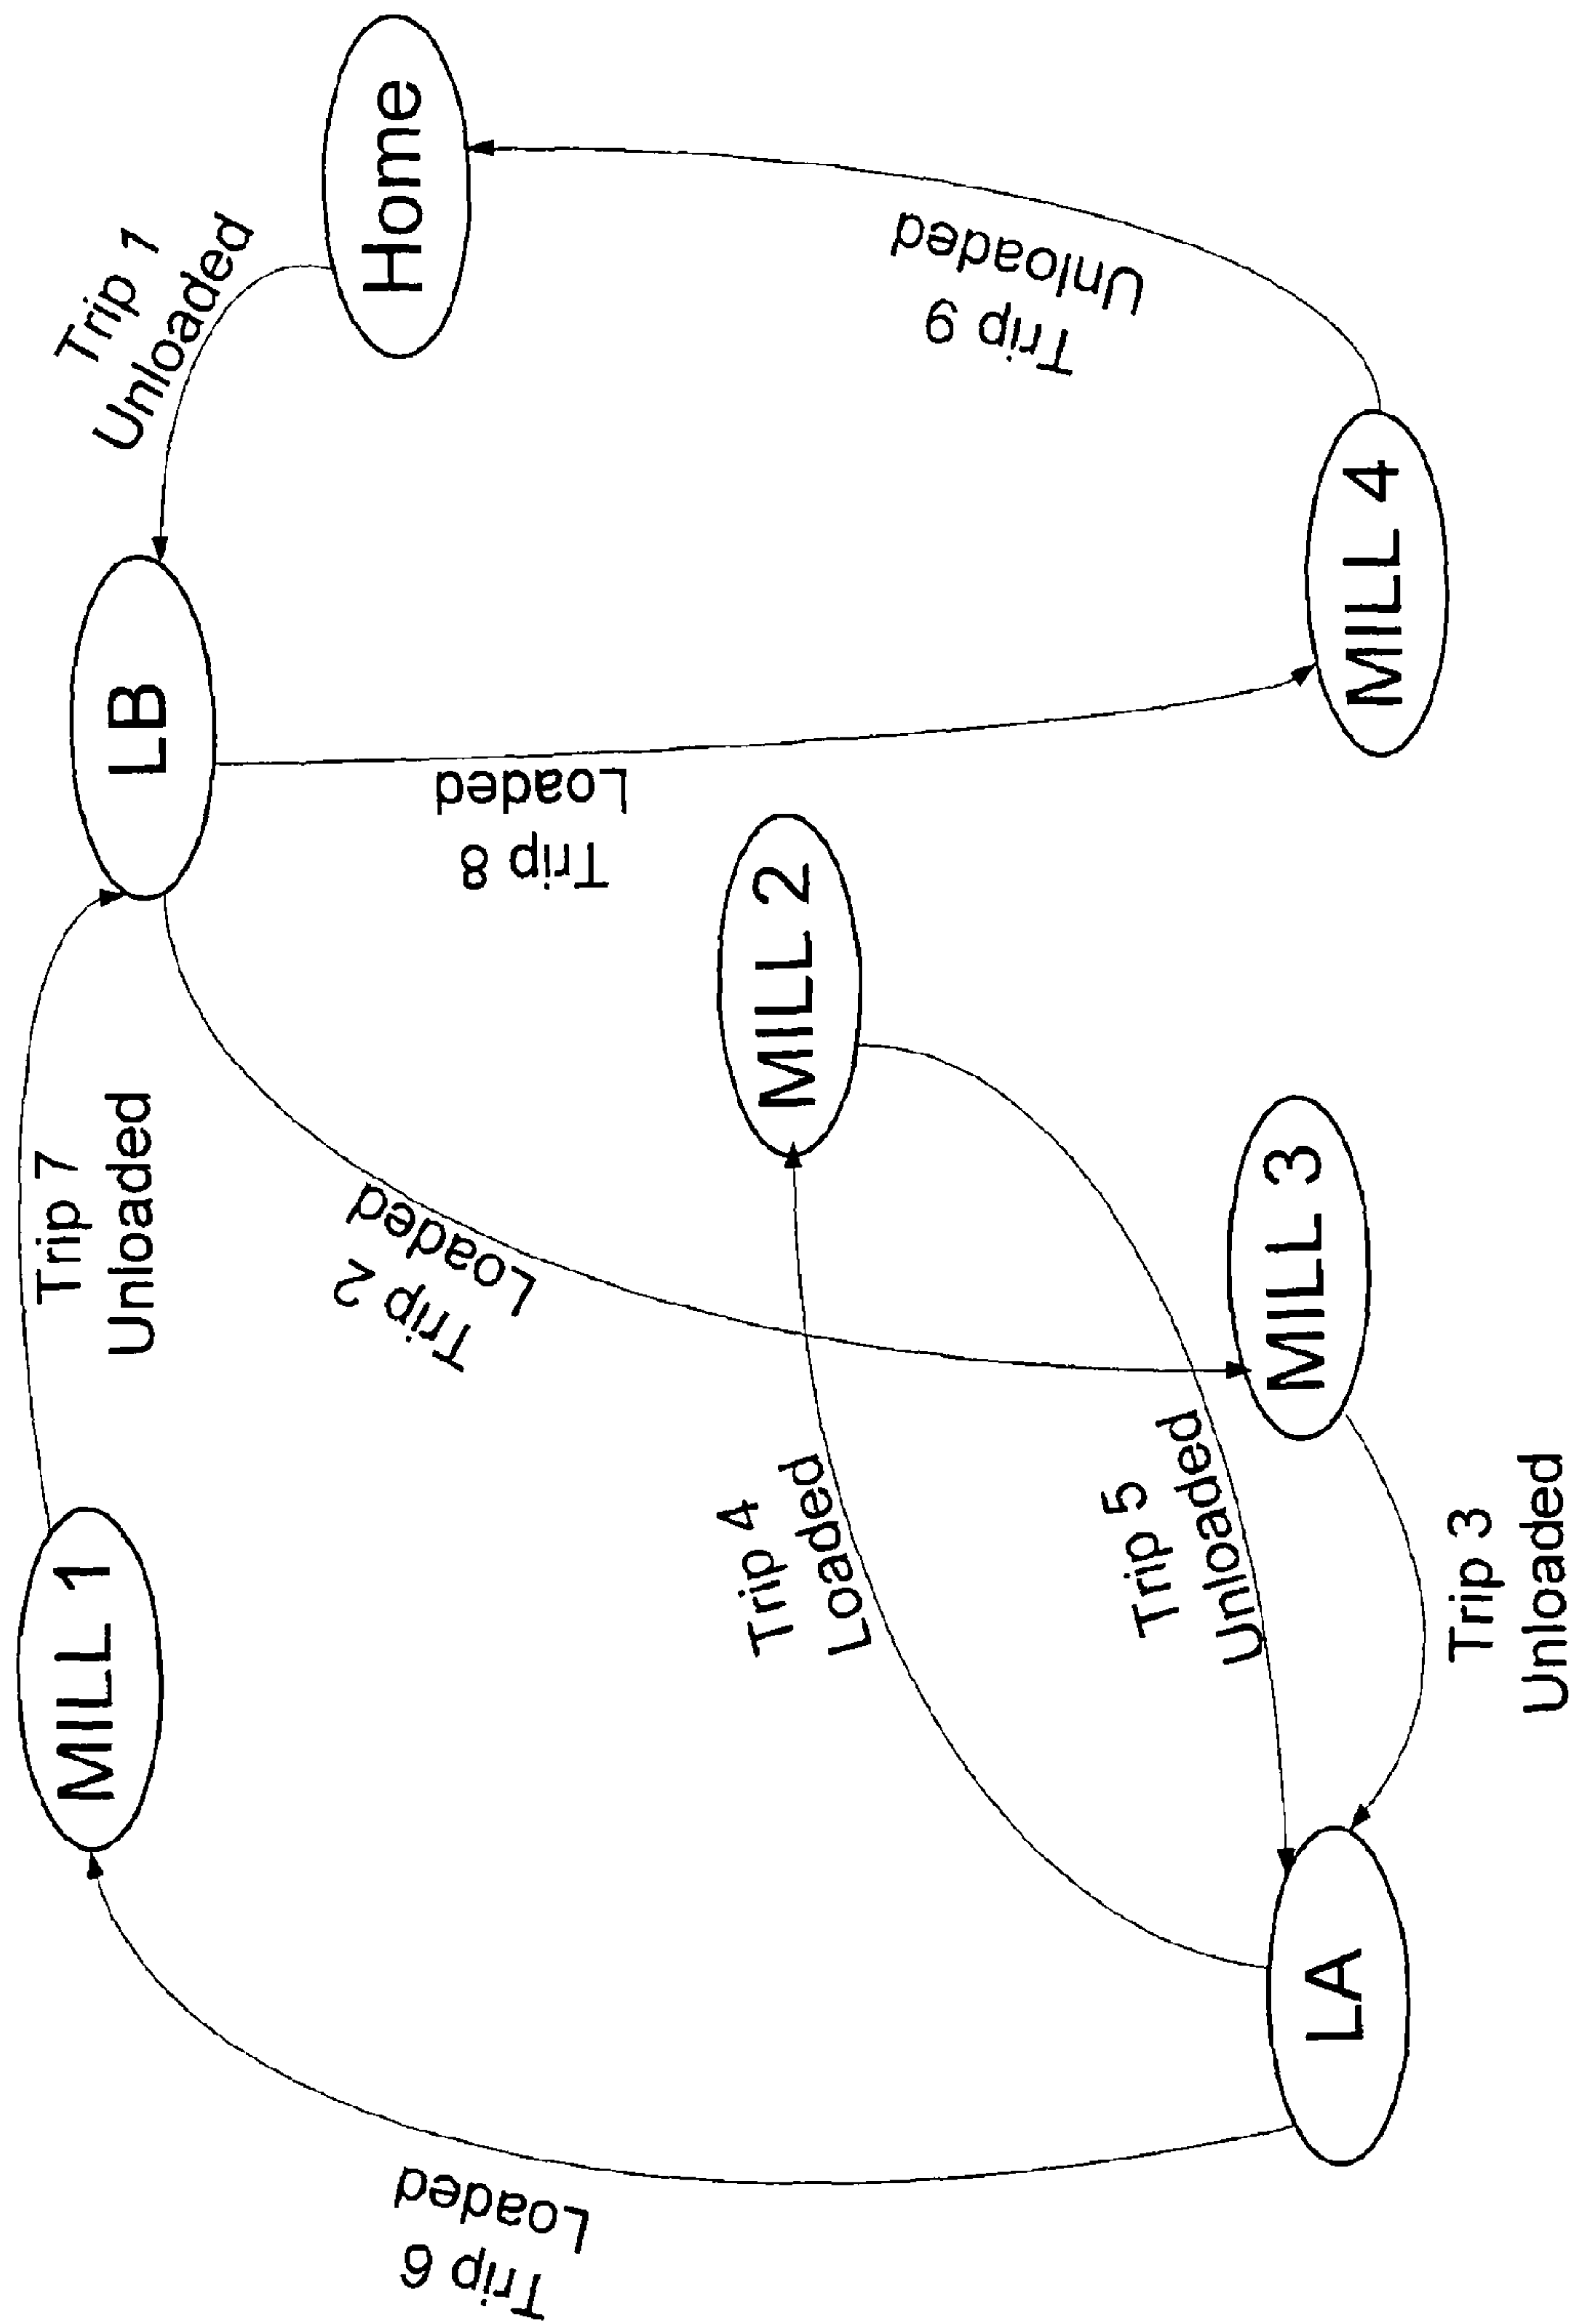 MILL 1
Trip 7
Unloaded
LB
Trip 1
Unloaded
Home
Trip 6
Loaded
Trip 2
Loaded
Trip 8
Loaded
MILL 2
Trip 4
Loaded
Trip 9
Unloaded
Trip 5
Unloaded
LA
MILL 3
MILL 4
Trip 3
Unloaded